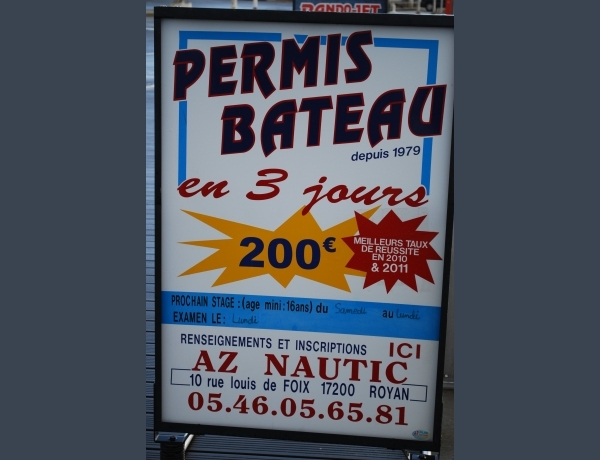 RANDO-JET
PERMIS
BATEAU
depuis 1979
en 3 jours
200€
MEILLEURS TAUX
DE REUSSITE
EN 2010
& 2011
PROCHAIN STAGE : (age mini : 16ans) du Samedi au lundi
EXAMEN LE : Lundi
RENSEIGNEMENTS ET INSCRIPTIONS ICI
AZ NAUTIC
10 rue louis de FOIX 17200 ROYAN
05.46.05.65.81